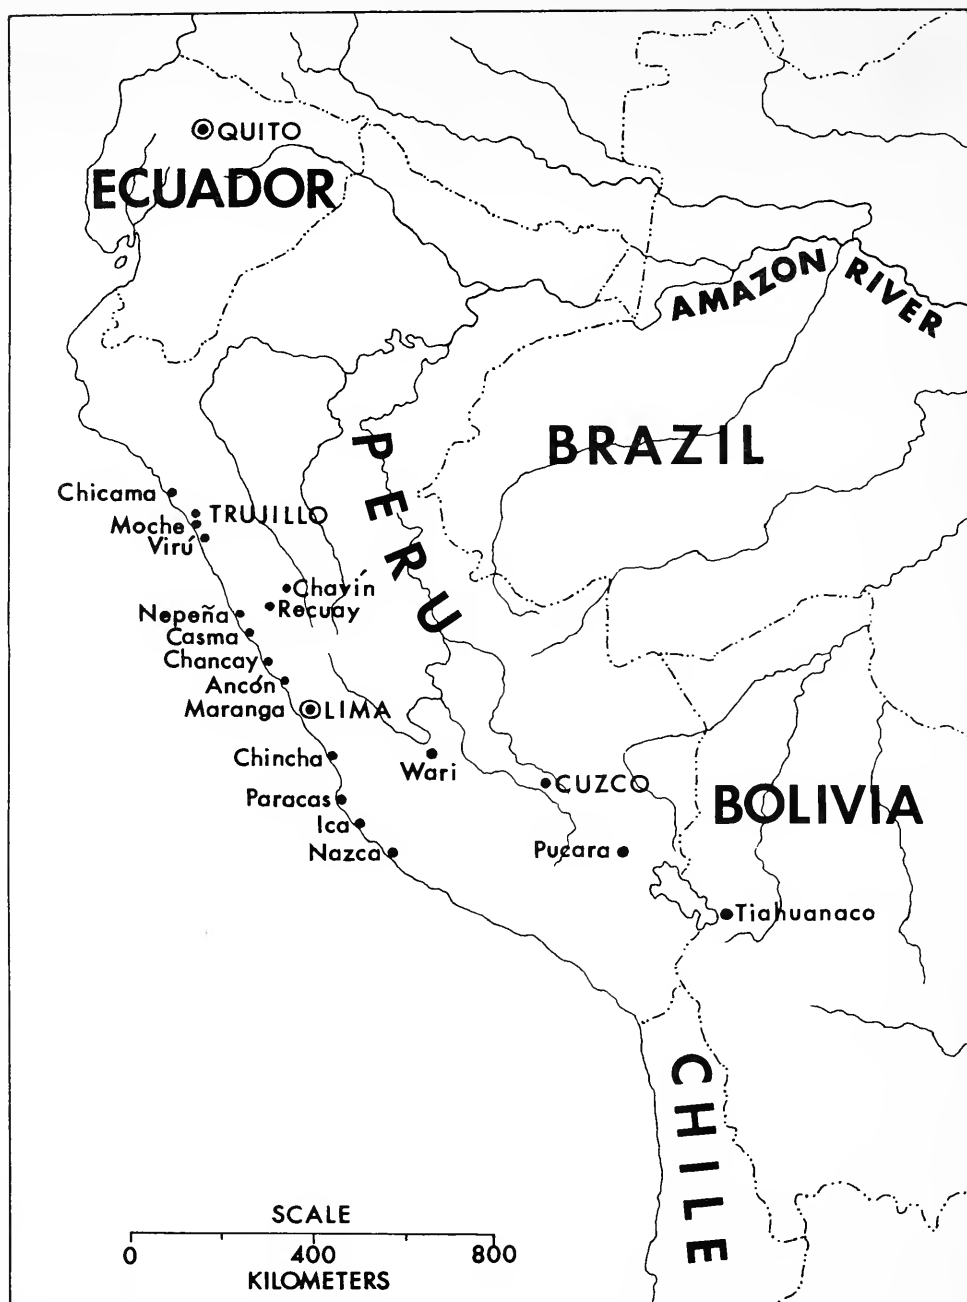 QUITO
ECUADOR
AMAZON RIVER
BRAZIL
PERU
Chicama
TRUJILLO
Moche
Virú
Chavín
Recuay
Nepeña
Casma
Chancay
Ancón
Maranga
LIMA
Chincha
Wari
CUZCO
BOLIVIA
Paracas
Ica
Nazca
Pucara
Tiahuanaco
CHILE
SCALE
0 400 800
KILOMETERS